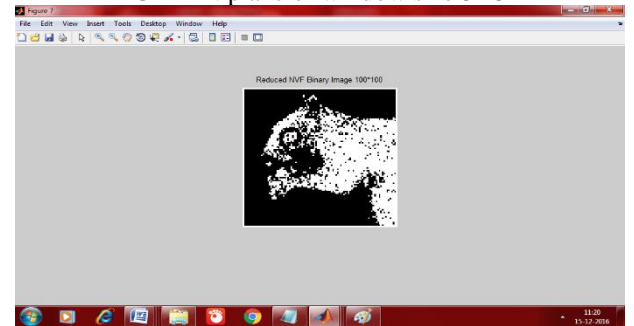 Figure 7
File Edit View Insert Tools Desktop Window Help
Reduced NVF Binary Image 100*100
11:20
15-12-2016